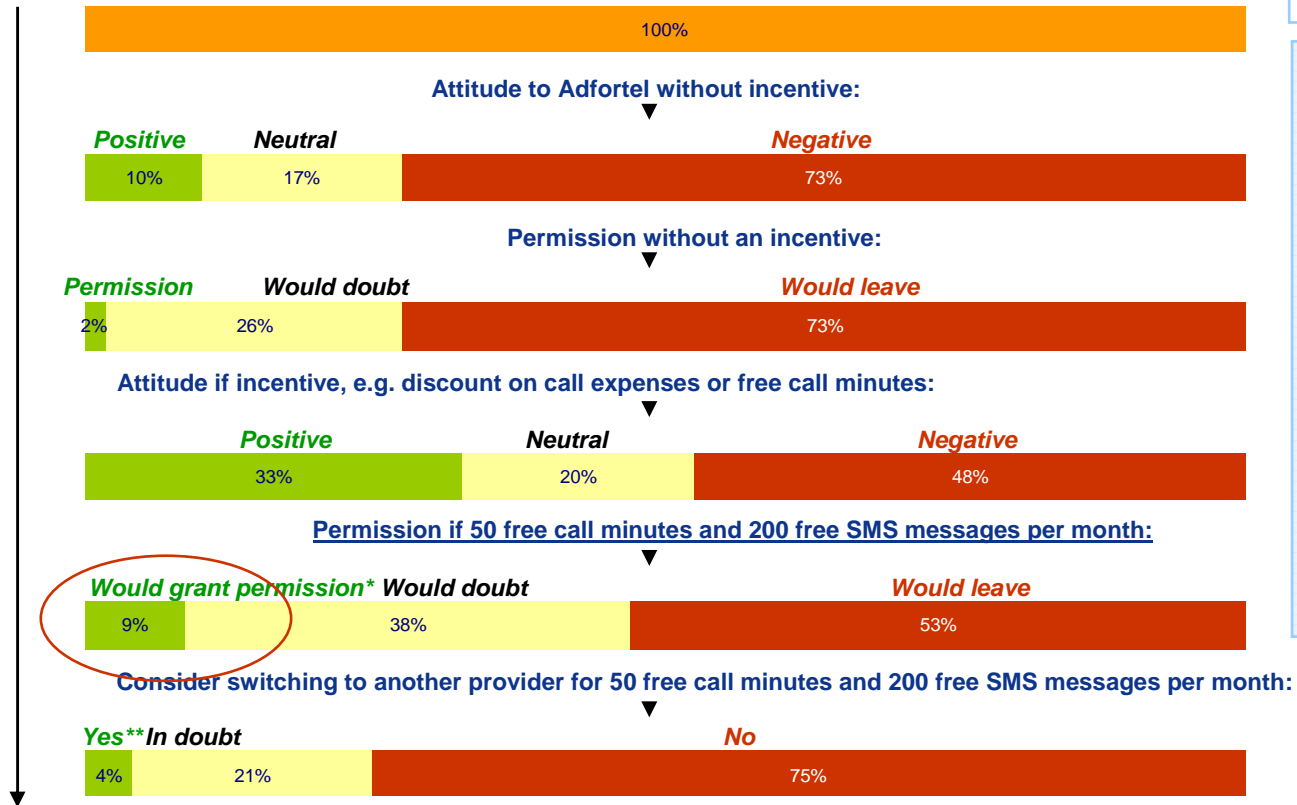 100%
Attitude to Adfortel without incentive:
Positive Neutral Negative
10% 17% 73%
Permission without an incentive:
Permission Would doubt Would leave
2% 26% 73%
Attitude if incentive, e.g. discount on call expenses or free call minutes:
Positive Neutral Negative
33% 20% 48%
Permission if 50 free call minutes and 200 free SMS messages per month:
Would grant permission* Would doubt Would leave
9% 38% 53%
Consider switching to another provider for 50 free call minutes and 200 free SMS messages per month:
Yes** In doubt No
4% 21% 75%